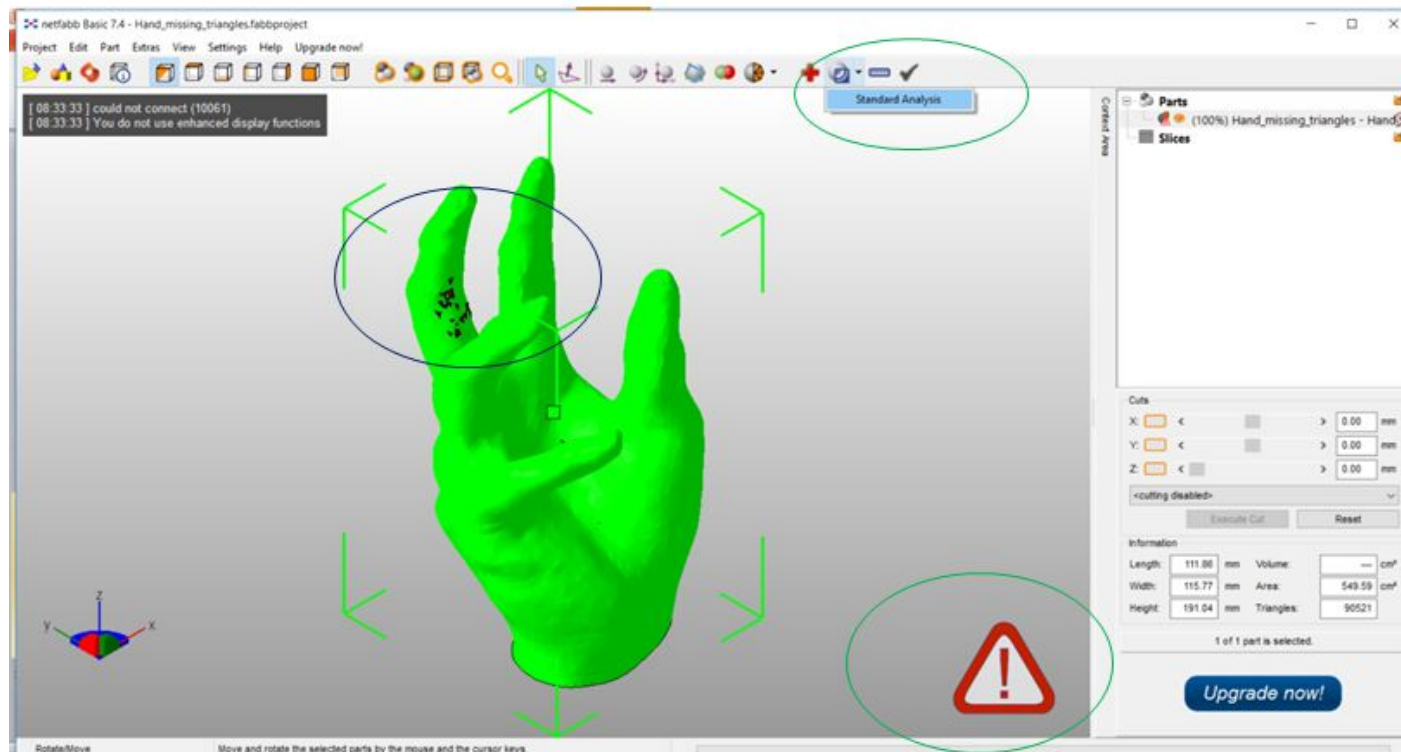 netfabb Basic 7.4 - Hand_missing_triangles.fabbproject
Project Edit Part Extras View Settings Help Upgrade now!
Standard Analysis
[ 08:33:33 ] could not connect (10061)
[ 08:33:33 ] You do not use enhanced display functions
Context Area
Parts
(100%) Hand_missing_triangles - Hand
Slices
Cuts
X: < > 0.00 mm
Y: < > 0.00 mm
Z: < > 0.00 mm
<cutting disabled>
Execute Cut Reset
Information
Length: 111.86 mm Volume: --- cm³
Width: 115.77 mm Area: 549.59 cm²
Height: 191.04 mm Triangles: 90521
1 of 1 part is selected.
Upgrade now!
z
y x
!
Rotate/Move Move and rotate the selected parts by the mouse and the cursor keys.